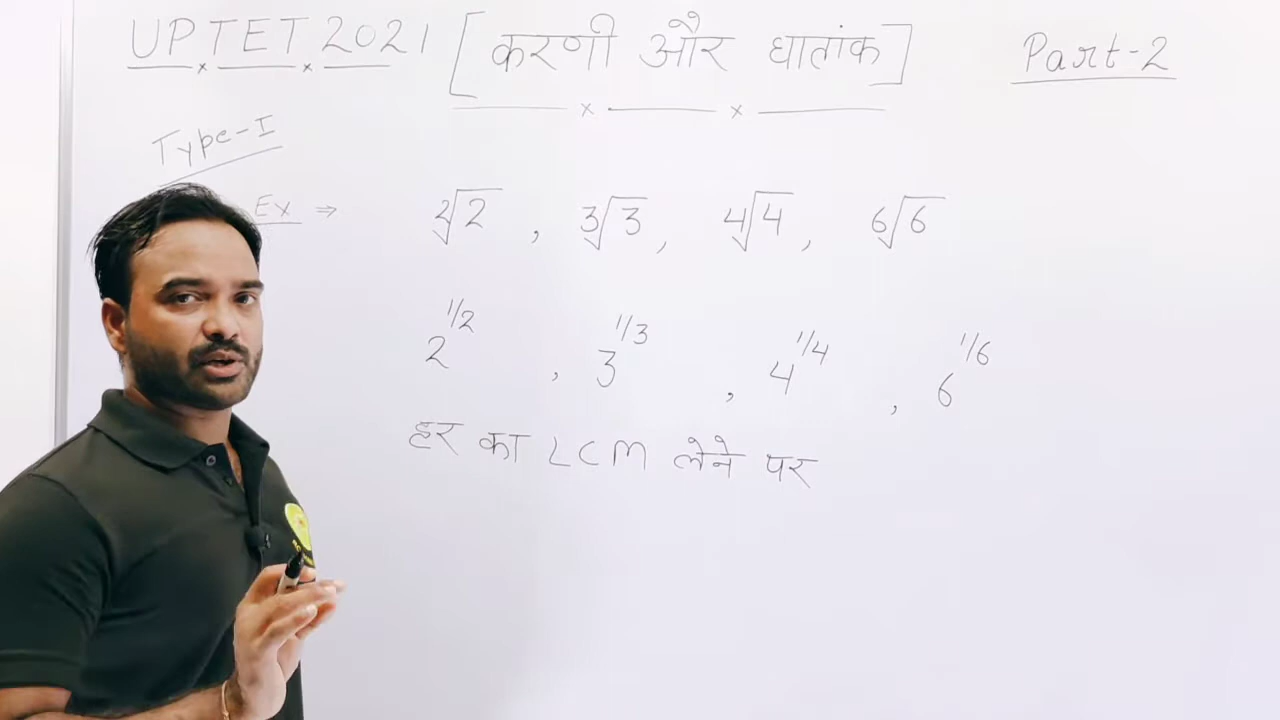 UPTET 2021 [करणी और घातांक] Part-2
Type-I
Ex ⇒ ²√2 , ³√3 , ⁴√4 , ⁶√6
2^1/2 , 3^1/3 , 4^1/4 , 6^1/6
हर का LCM लेने पर